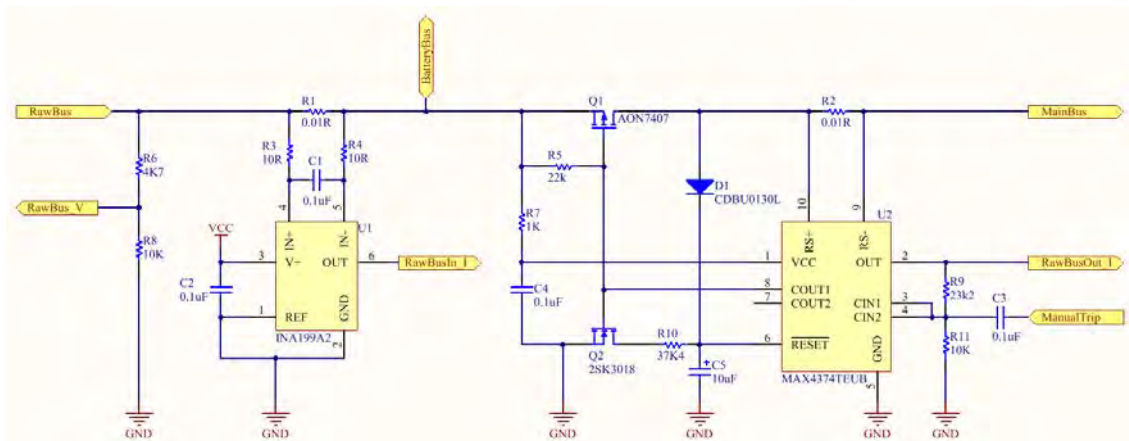 BatteryBus
RawBus
R1
0.01R
Q1
AON7407
R2
0.01R
MainBus
R3
10R
R4
10R
C1
0.1uF
R6
4K7
R5
22k
D1
CDBU0130L
RawBus_V
R7
1K
4
5
U1
10
9
U2
IN+
IN-
RS+
RS-
R8
10K
VCC
3
V+
OUT
6
RawBusIn_I
1
VCC
OUT
2
RawBusOut_I
C2
0.1uF
C4
0.1uF
8
COUT1
7
COUT2
R9
23k2
CIN1
3
CIN2
4
C3
0.1uF
ManualTrip
1
REF
GND
2
INA199A2
Q2
2SK3018
R10
37K4
6
RESET
GND
5
R11
10K
C5
10uF
+
MAX4374TEUB
GND
GND
GND
GND
GND
GND